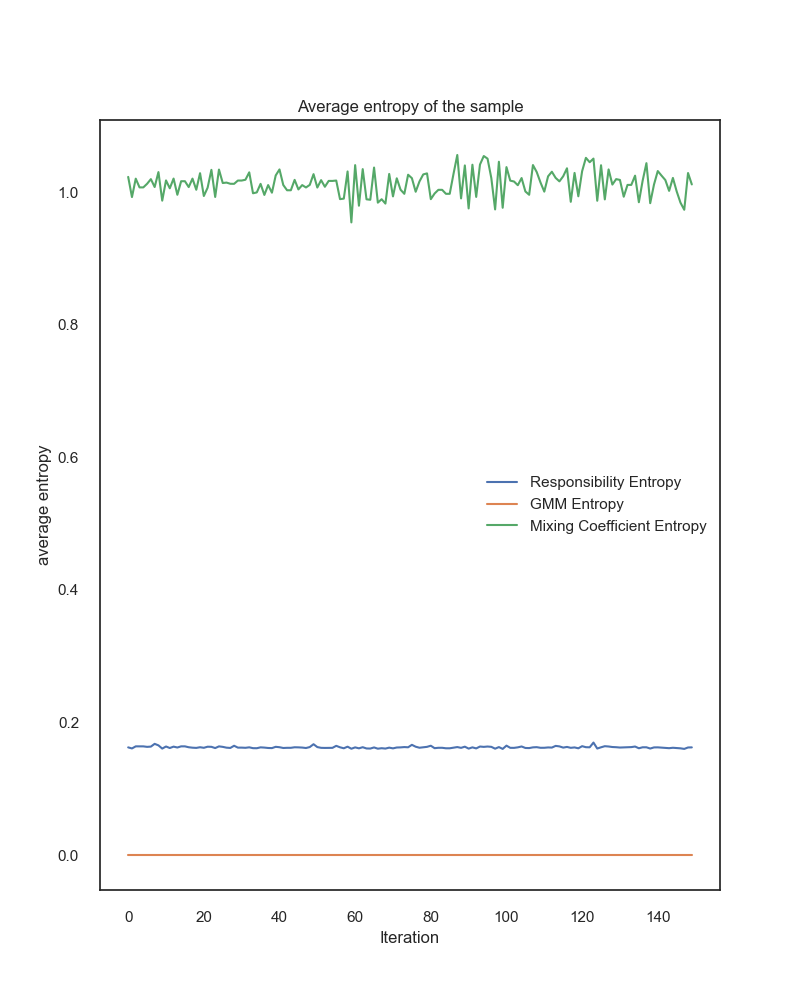 Average entropy of the sample
1.0
0.8
0.6
0.4
0.2
0.0
average entropy
Responsibility Entropy
GMM Entropy
Mixing Coefficient Entropy
0 20 40 60 80 100 120 140
Iteration